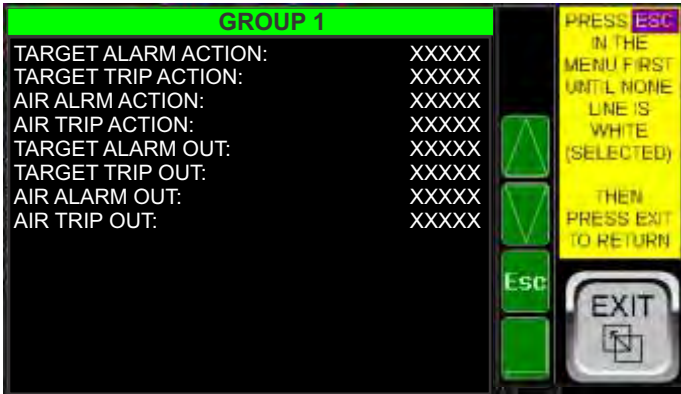 GROUP 1
TARGET ALARM ACTION: XXXXX
TARGET TRIP ACTION: XXXXX
AIR ALRM ACTION: XXXXX
AIR TRIP ACTION: XXXXX
TARGET ALARM OUT: XXXXX
TARGET TRIP OUT: XXXXX
AIR ALARM OUT: XXXXX
AIR TRIP OUT: XXXXX
Esc
PRESS ESC
IN THE
MENU FIRST
UNTIL NONE
LINE IS
WHITE
(SELECTED)
THEN
PRESS EXIT
TO RETURN
EXIT